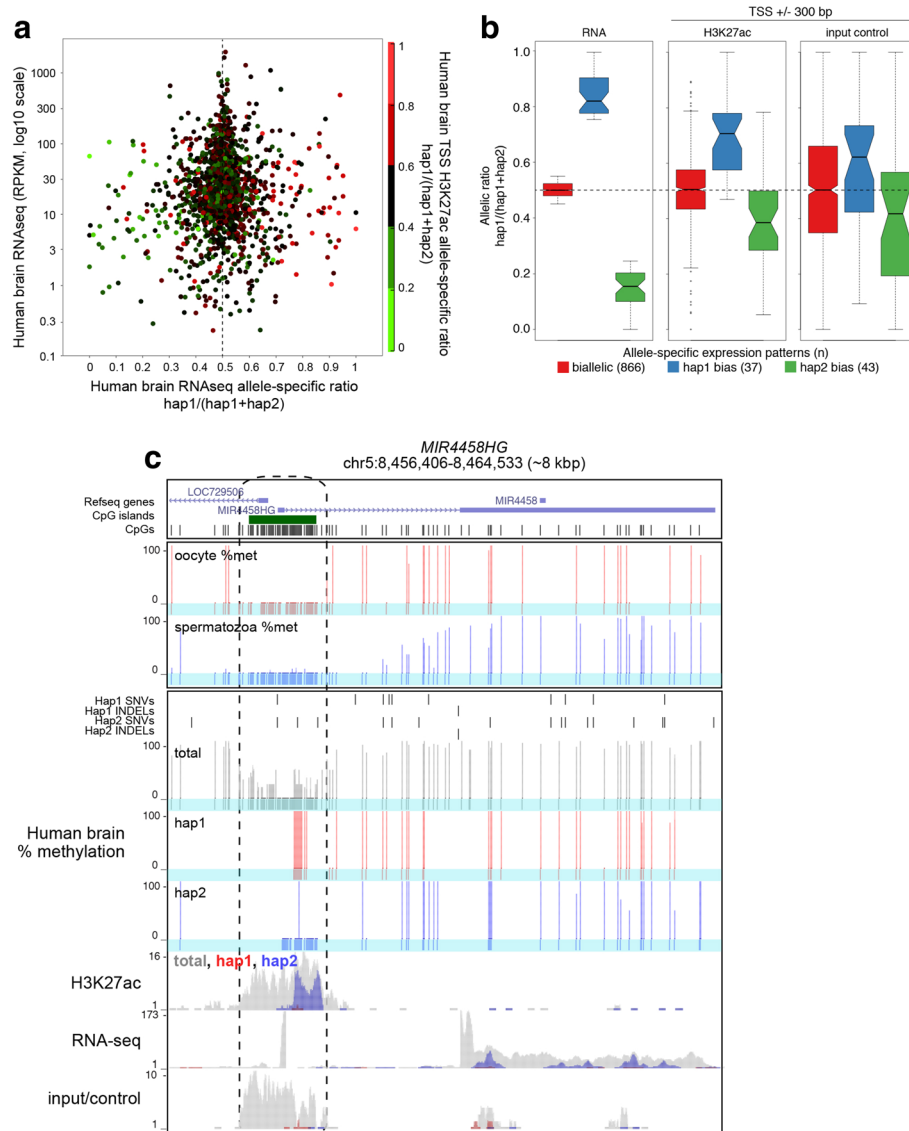 a
Human brain RNAseq (RPKM, log10 scale)
1000
300
100
30
10
3
1
0.3
0.1
0 0.1 0.2 0.3 0.4 0.5 0.6 0.7 0.8 0.9 1
Human brain RNAseq allele-specific ratio
hap1/(hap1+hap2)
1
0.8
0.6
0.4
0.2
0
Human brain TSS H3K27ac allele-specific ratio
hap1/(hap1+hap2)
b
TSS +/- 300 bp
RNA H3K27ac input control
Allelic ratio
hap1/(hap1+hap2)
1.0
0.8
0.6
0.4
0.2
0.0
Allele-specific expression patterns (n)
biallelic (866) hap1 bias (37) hap2 bias (43)
c
MIR4458HG
chr5:8,456,406-8,464,533 (~8 kbp)
LOC729506
Refseq genes
MIR4458
MIR4458HG
CpG islands
CpGs
100
oocyte %met
0
100
spermatozoa %met
0
Hap1 SNVs
Hap1 INDELs
Hap2 SNVs
Hap2 INDELs
100
total
0
Human brain
% methylation
100
hap1
0
100
hap2
0
total, hap1, hap2
16
H3K27ac
1
173
RNA-seq
1
10
input/control
1